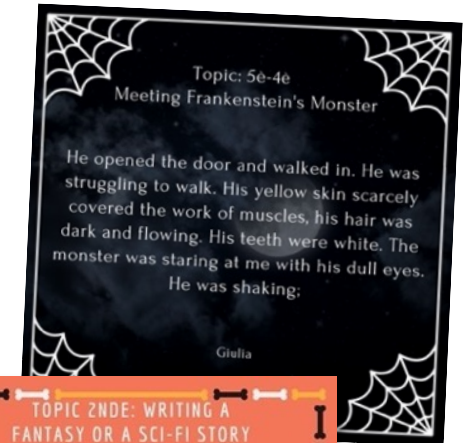 Topic: 5è-4è
Meeting Frankenstein's Monster
He opened the door and walked in. He was
struggling to walk. His yellow skin scarcely
covered the work of muscles, his hair was
dark and flowing. His teeth were white. The
monster was staring at me with his dull eyes.
He was shaking;
Giulia
TOPIC 2NDE: WRITING A
FANTASY OR A SCI-FI STORY